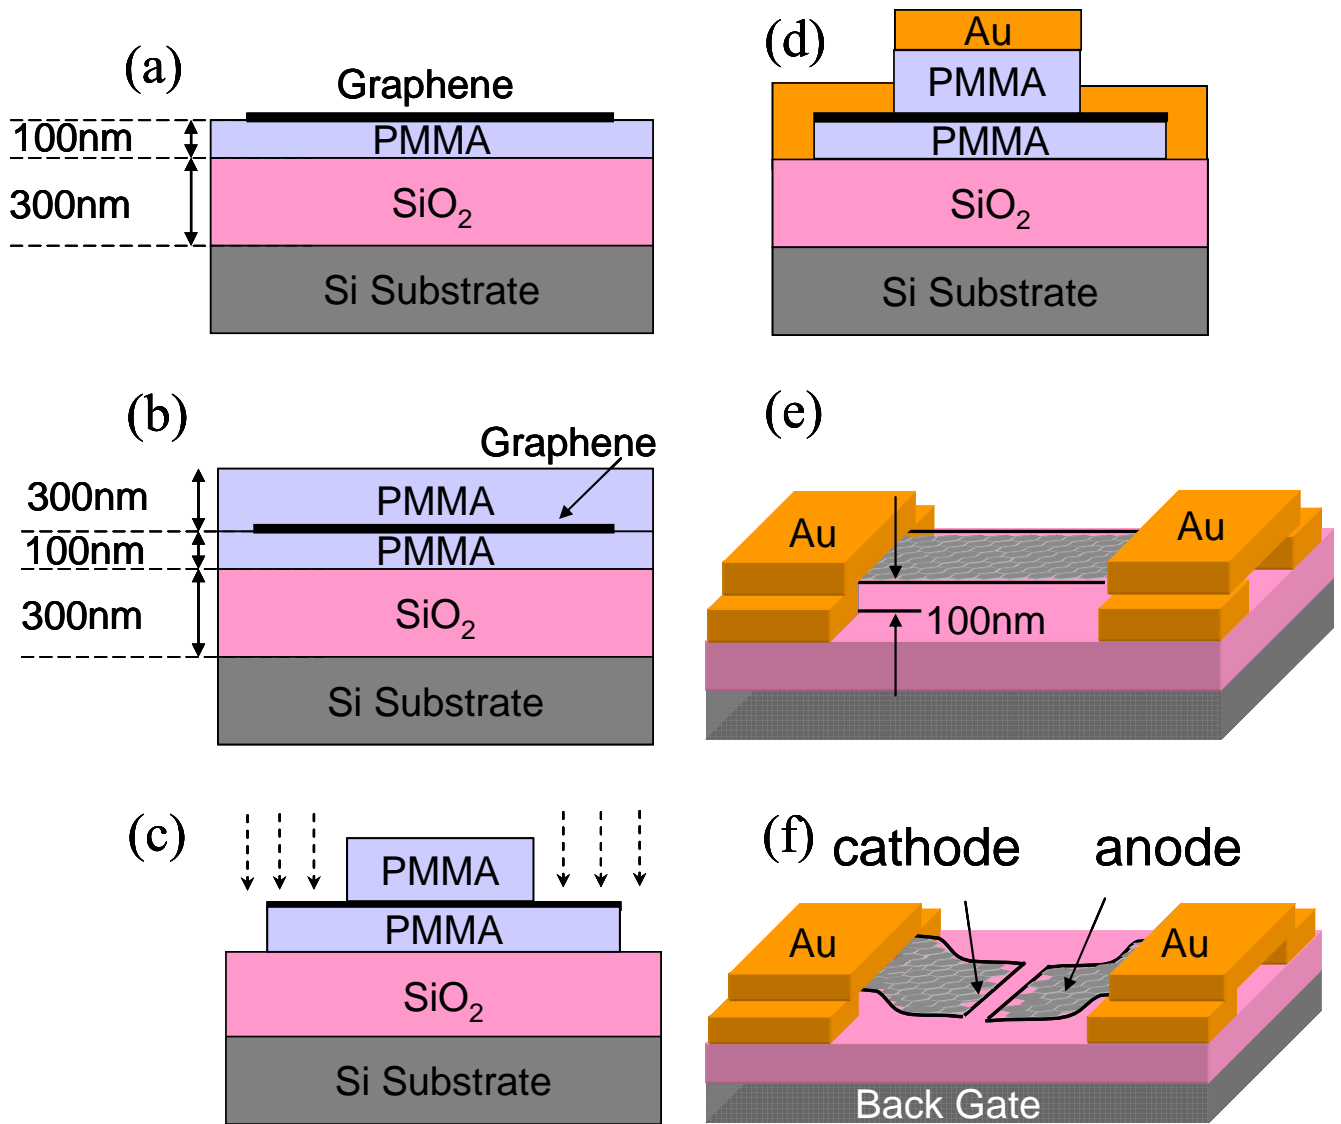 (a)
Graphene
100nm
PMMA
300nm
SiO2
Si Substrate
(b)
Graphene
300nm
PMMA
100nm
PMMA
300nm
SiO2
Si Substrate
(c)
PMMA
PMMA
SiO2
Si Substrate
(d)
Au
PMMA
PMMA
SiO2
Si Substrate
(e)
Au
Au
100nm
(f)
cathode
anode
Au
Au
Back Gate